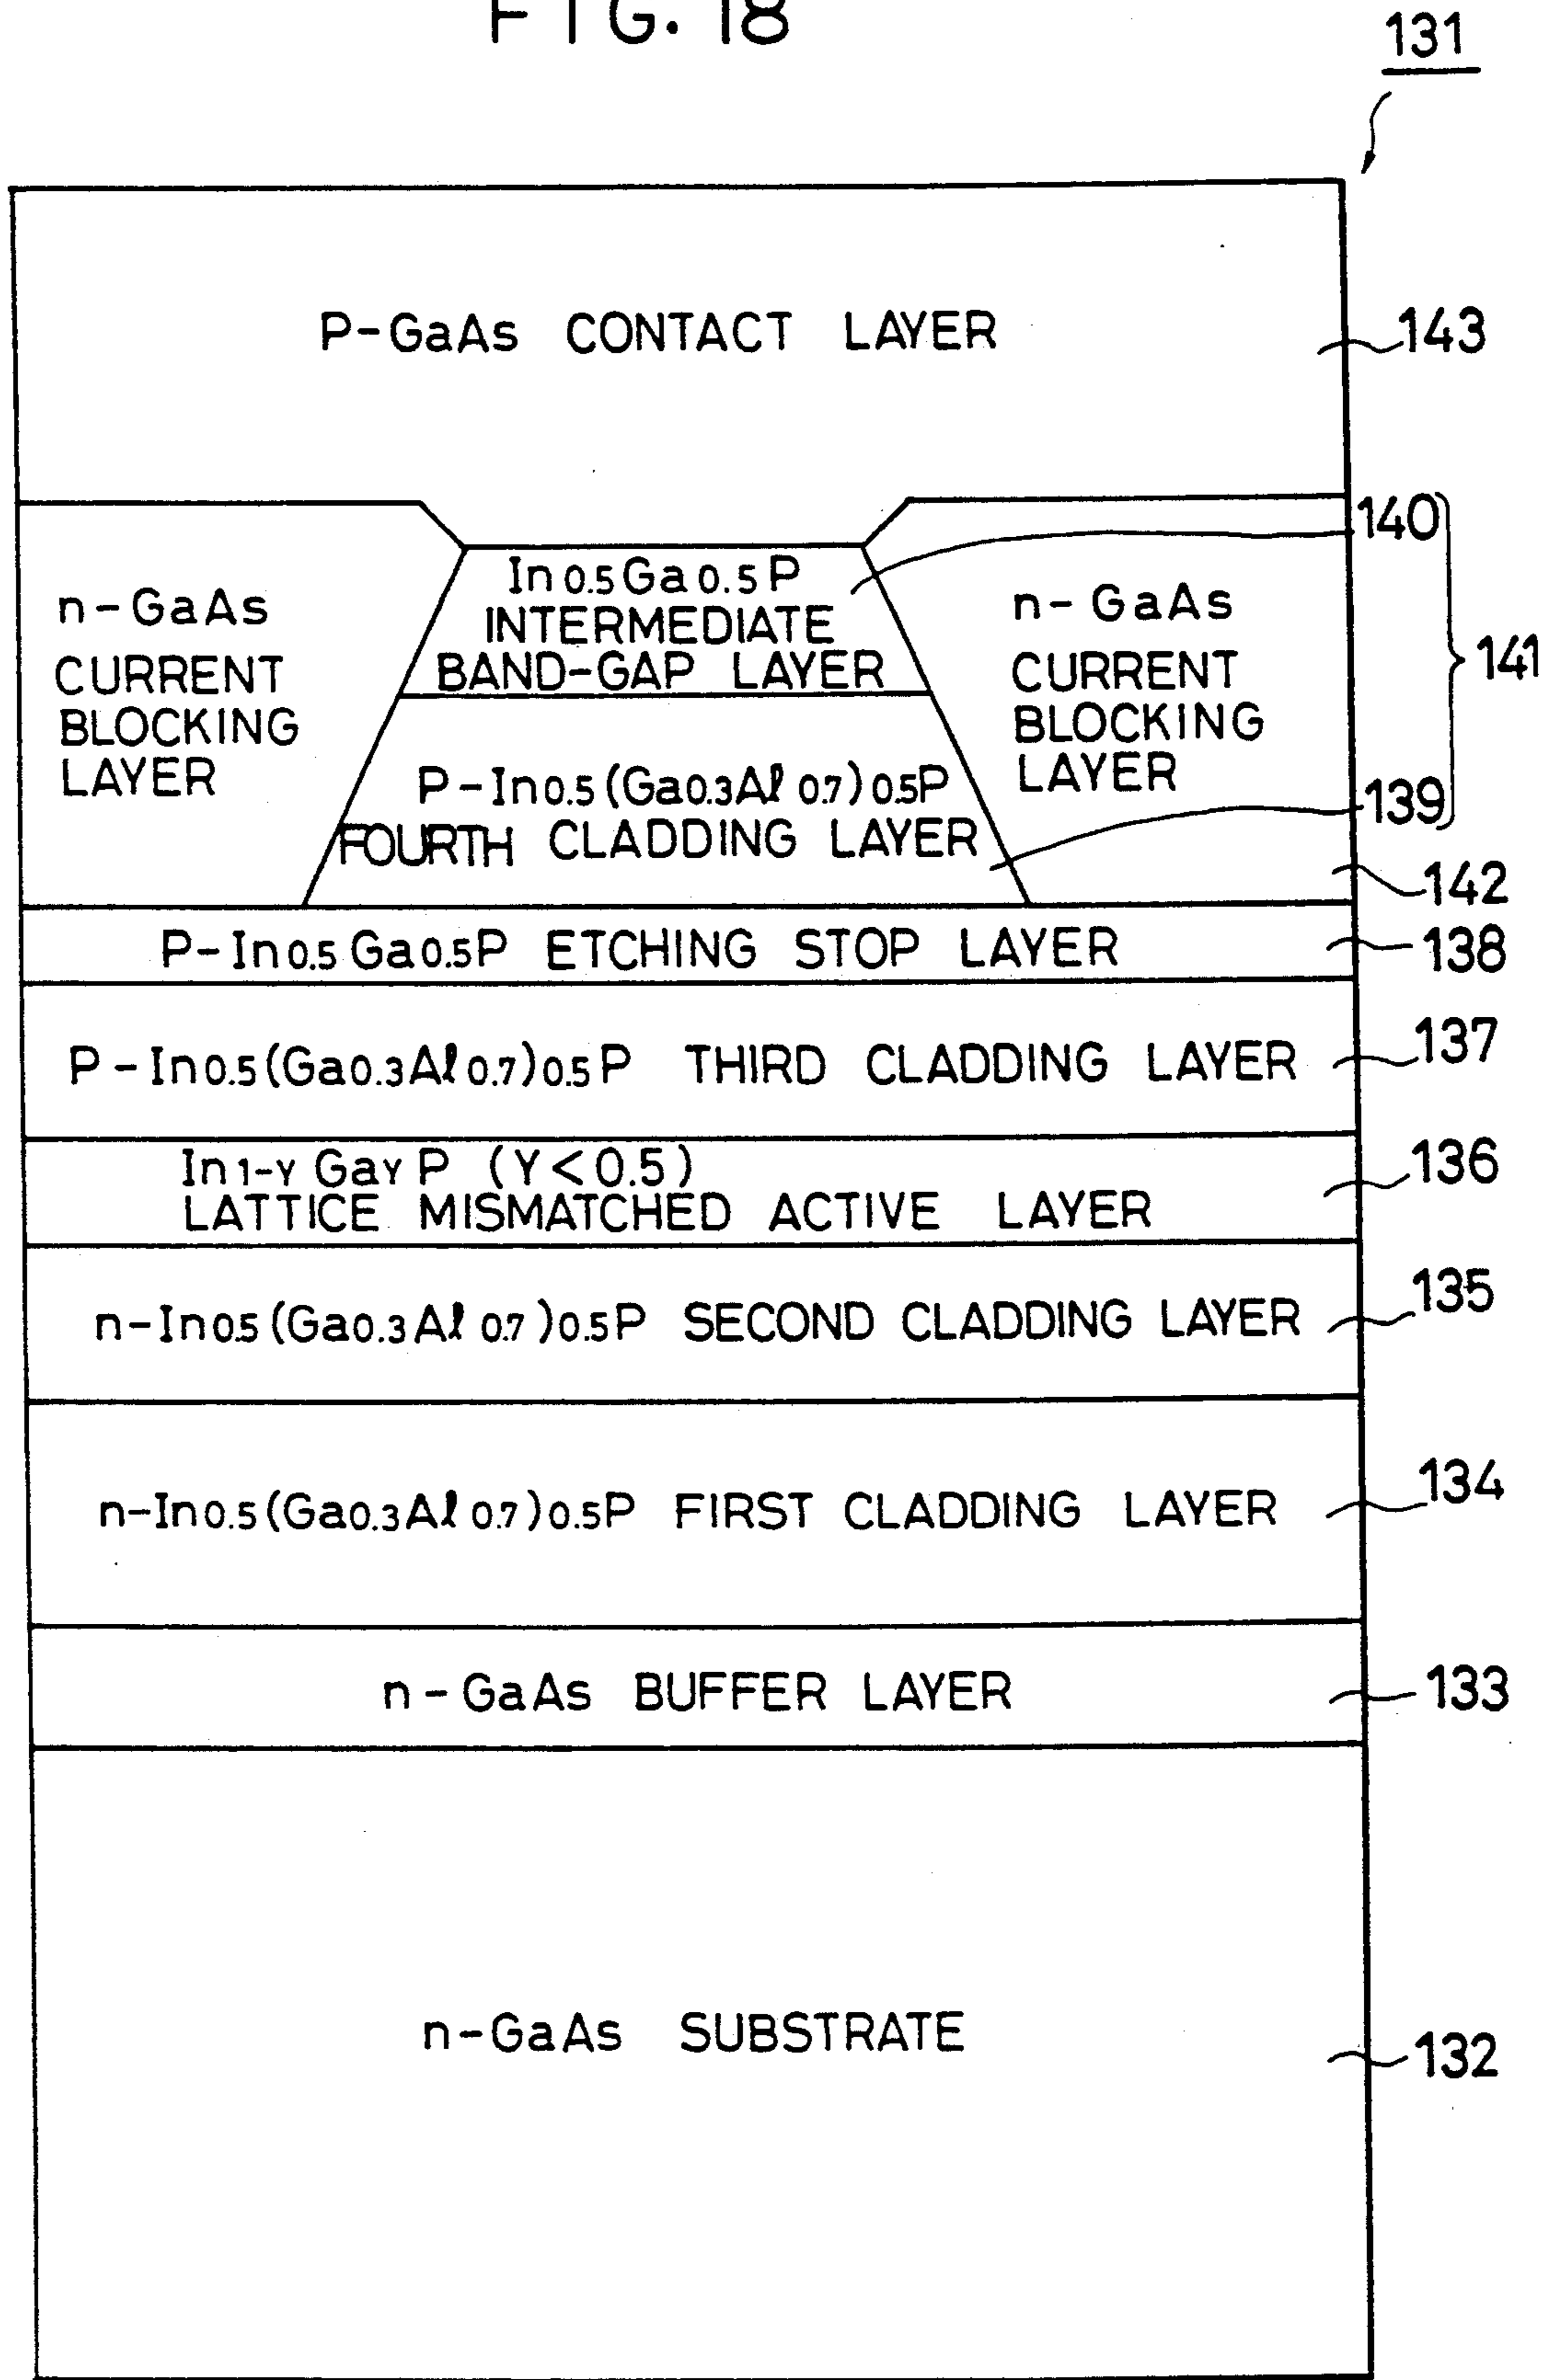 FIG. 18
131
P-GaAs CONTACT LAYER
143
140
In0.5Ga0.5P
INTERMEDIATE
BAND-GAP LAYER
n-GaAs
CURRENT
BLOCKING
LAYER
n-GaAs
CURRENT
BLOCKING
LAYER
141
P-In0.5(Ga0.3Al0.7)0.5P
FOURTH CLADDING LAYER
139
142
P-In0.5Ga0.5P ETCHING STOP LAYER
138
P-In0.5(Ga0.3Al0.7)0.5P THIRD CLADDING LAYER
137
In1-YGaYP (Y<0.5)
LATTICE MISMATCHED ACTIVE LAYER
136
n-In0.5(Ga0.3Al0.7)0.5P SECOND CLADDING LAYER
135
n-In0.5(Ga0.3Al0.7)0.5P FIRST CLADDING LAYER
134
n-GaAs BUFFER LAYER
133
n-GaAs SUBSTRATE
132